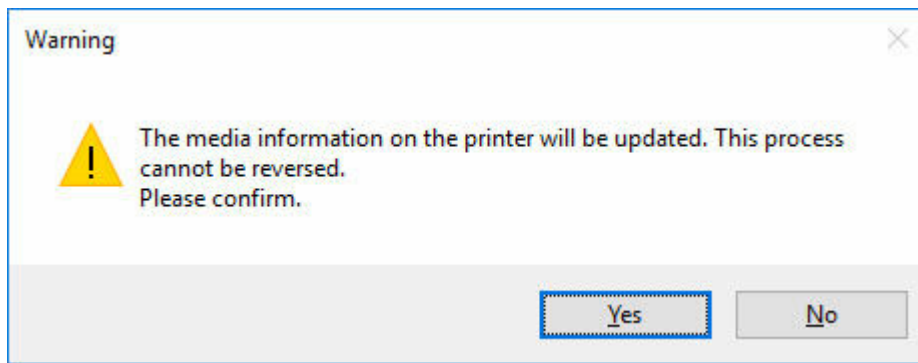 Warning
The media information on the printer will be updated. This process
cannot be reversed.
Please confirm.
Yes
No